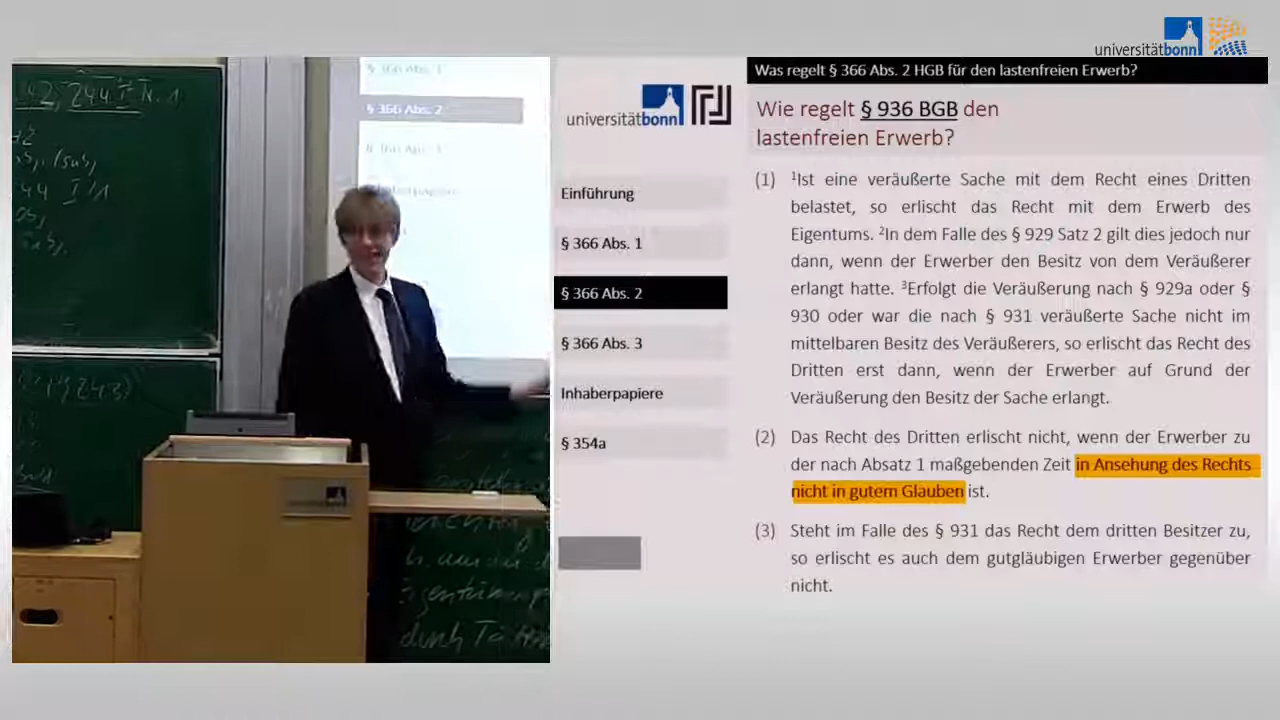 universitätbonn
Was regelt § 366 Abs. 2 HGB für den lastenfreien Erwerb?
universitätbonn
Wie regelt § 936 BGB den
lastenfreien Erwerb?
Einführung
§ 366 Abs. 1
§ 366 Abs. 2
§ 366 Abs. 3
Inhaberpapiere
§ 354a
(1) ¹Ist eine veräußerte Sache mit dem Recht eines Dritten
belastet, so erlischt das Recht mit dem Erwerb des
Eigentums. ²In dem Falle des § 929 Satz 2 gilt dies jedoch nur
dann, wenn der Erwerber den Besitz von dem Veräußerer
erlangt hatte. ³Erfolgt die Veräußerung nach § 929a oder §
930 oder war die nach § 931 veräußerte Sache nicht im
mittelbaren Besitz des Veräußerers, so erlischt das Recht des
Dritten erst dann, wenn der Erwerber auf Grund der
Veräußerung den Besitz der Sache erlangt.
(2) Das Recht des Dritten erlischt nicht, wenn der Erwerber zu
der nach Absatz 1 maßgebenden Zeit in Ansehung des Rechts
nicht in gutem Glauben ist.
(3) Steht im Falle des § 931 das Recht dem dritten Besitzer zu,
so erlischt es auch dem gutgläubigen Erwerber gegenüber
nicht.
§ 366 Abs. 1
§ 366 Abs. 2
durch